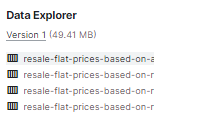 Data Explorer
Version 1 (49.41 MB)
resale-flat-prices-based-on-a
resale-flat-prices-based-on-r
resale-flat-prices-based-on-r
resale-flat-prices-based-on-r